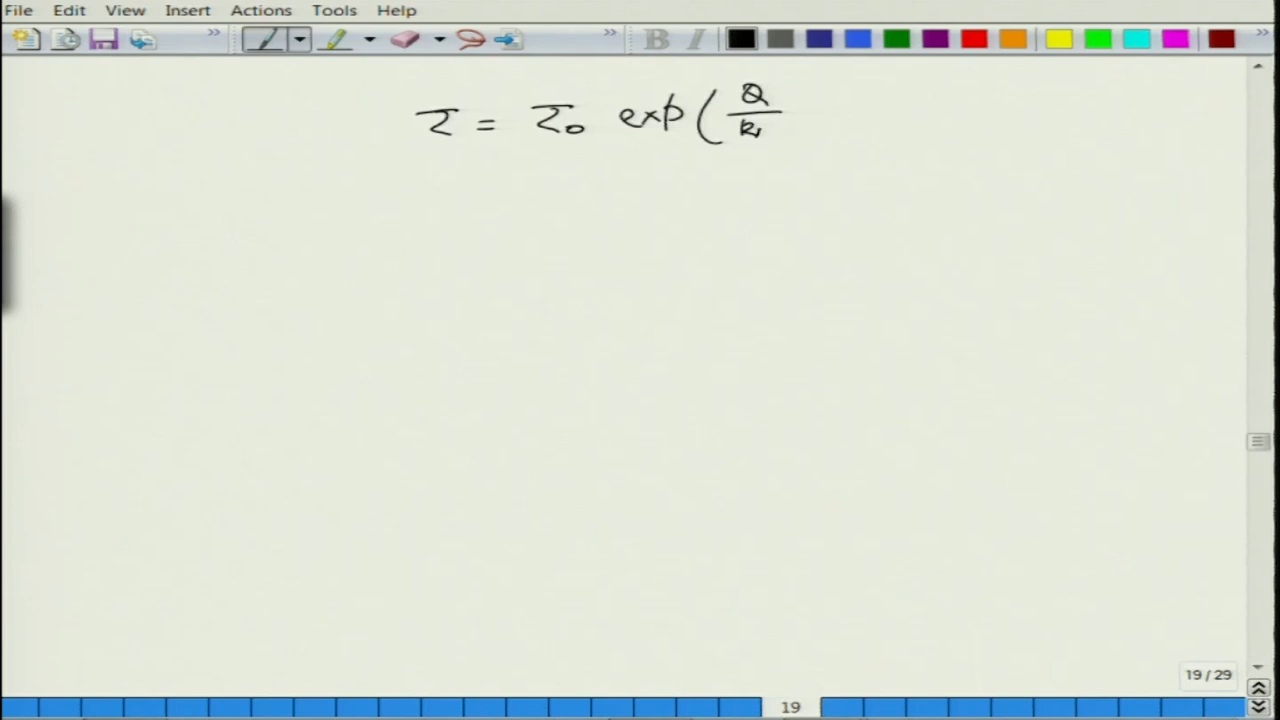 File Edit View Insert Actions Tools Help
B I
τ = τ₀ exp ( Q / k
19 / 29
19